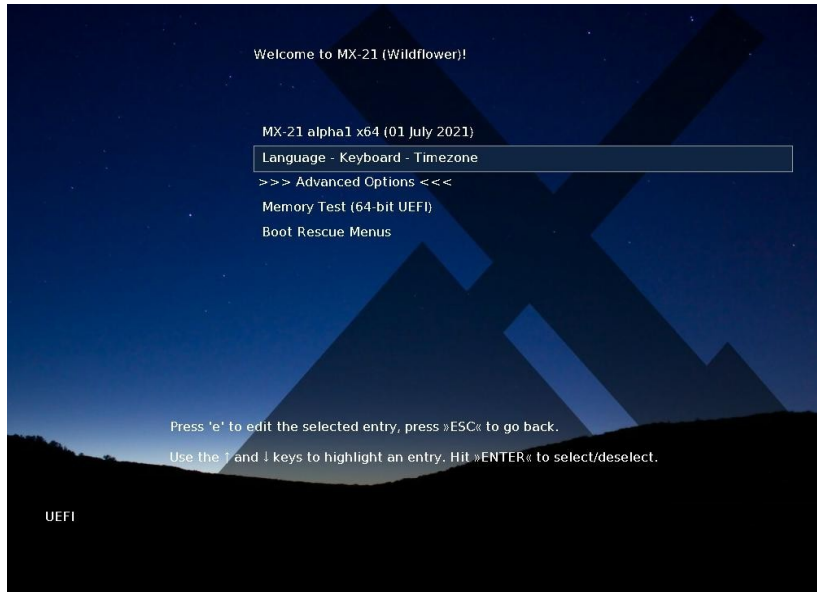 Welcome to MX-21 (Wildflower)!
MX-21 alpha1 x64 (01 July 2021)
Language - Keyboard - Timezone
>>> Advanced Options <<<
Memory Test (64-bit UEFI)
Boot Rescue Menus
Press 'e' to edit the selected entry, press »ESC« to go back.
Use the ↑ and ↓ keys to highlight an entry. Hit »ENTER« to select/deselect.
UEFI